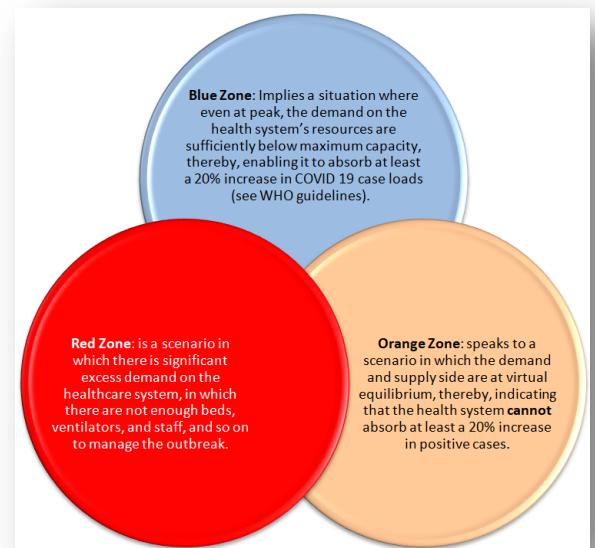 Blue Zone: Implies a situation where
even at peak, the demand on the
health system's resources are
sufficiently below maximum capacity,
thereby, enabling it to absorb at least
a 20% increase in COVID 19 case loads
(see WHO guidelines).
Red Zone: is a scenario in
which there is significant
excess demand on the
healthcare system, in which
there are not enough beds,
ventilators, and staff, and so on
to manage the outbreak.
Orange Zone: speaks to a
scenario in which the demand
and supply side are at virtual
equilibrium, thereby, indicating
that the health system cannot
absorb at least a 20% increase
in positive cases.